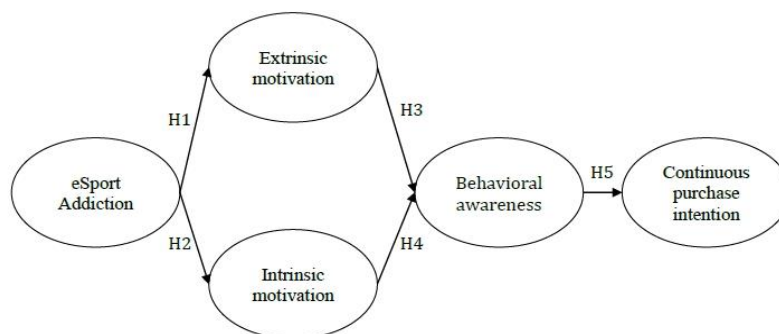 Extrinsic
motivation
H1
H3
eSport
Addiction
Behavioral
awareness
H5
Continuous
purchase
intention
H2
H4
Intrinsic
motivation